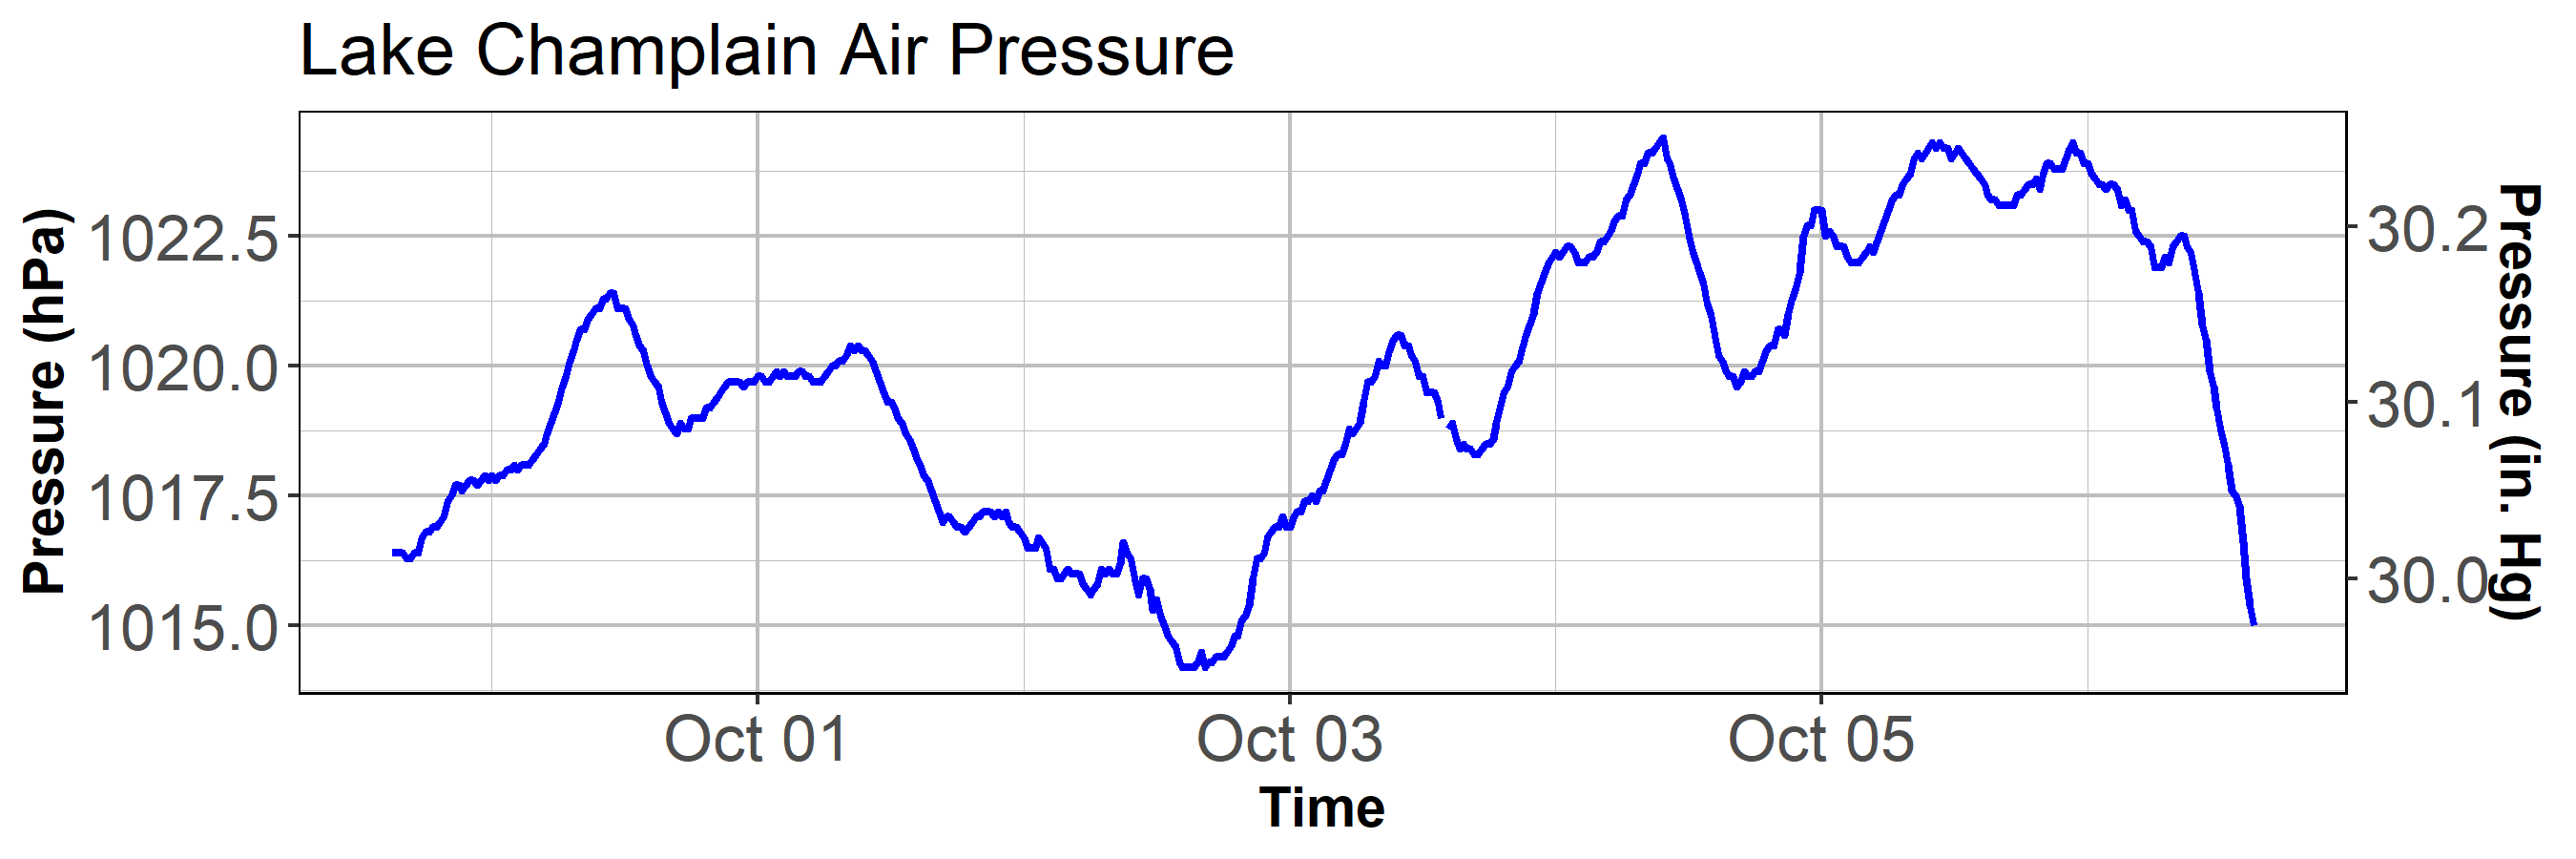 Lake Champlain Air Pressure
Pressure (hPa)
1022.5
1020.0
1017.5
1015.0
30.2
30.1
30.0
Pressure (in. Hg)
Oct 01
Oct 03
Oct 05
Time